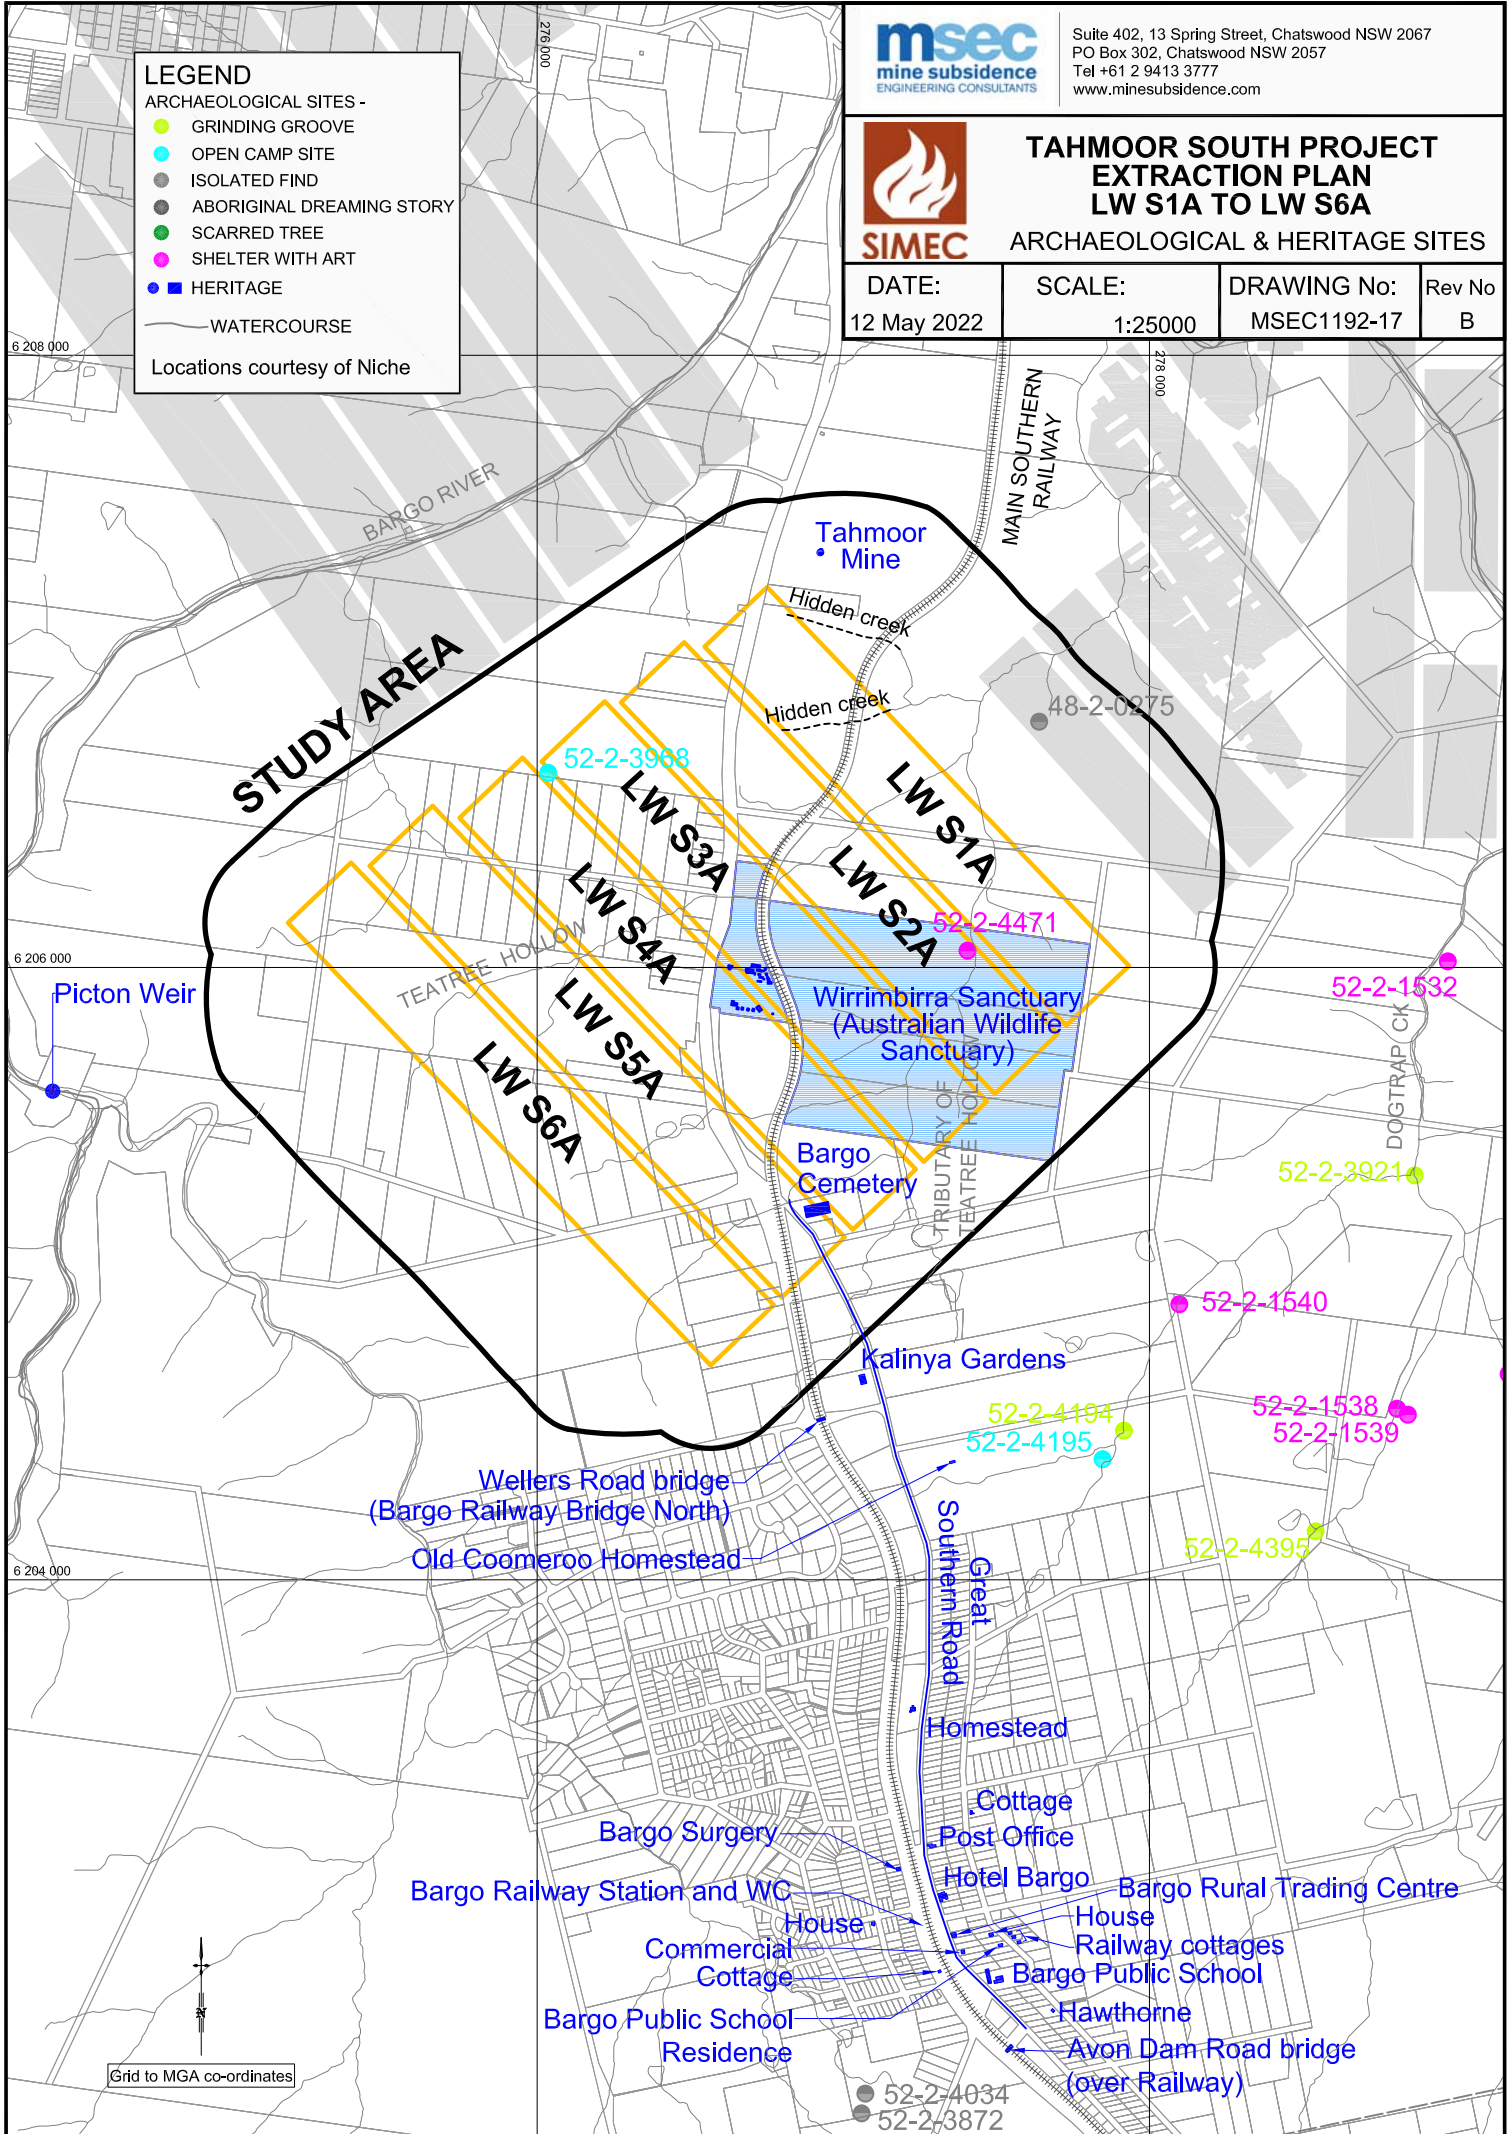 LEGEND
ARCHAEOLOGICAL SITES -
GRINDING GROOVE
OPEN CAMP SITE
ISOLATED FIND
ABORIGINAL DREAMING STORY
SCARRED TREE
SHELTER WITH ART
HERITAGE
WATERCOURSE
Locations courtesy of Niche
msec
mine subsidence
ENGINEERING CONSULTANTS
Suite 402, 13 Spring Street, Chatswood NSW 2067
PO Box 302, Chatswood NSW 2057
Tel +61 2 9413 3777
www.minesubsidence.com
SIMEC
TAHMOOR SOUTH PROJECT
EXTRACTION PLAN
LW S1A TO LW S6A
ARCHAEOLOGICAL & HERITAGE SITES
DATE:
12 May 2022
SCALE:
1:25000
DRAWING No:
MSEC1192-17
Rev No
B
276 000
278 000
6 208 000
MAIN SOUTHERN
RAILWAY
BARGO RIVER
Tahmoor
Mine
Hidden creek
Hidden creek
STUDY AREA
48-2-0275
52-2-3968
LW S1A
LW S2A
LW S3A
LW S4A
LW S5A
LW S6A
52-2-4471
TEATREE HOLLOW
6 206 000
Picton Weir
52-2-1532
Wirrimbirra Sanctuary
(Australian Wildlife
Sanctuary)
DOGTRAP CK
TRIBUTARY OF
TEATREE HOLLOW
Bargo
Cemetery
52-2-3921
52-2-1540
Kalinya Gardens
52-2-1538
52-2-1539
52-2-4194
52-2-4195
Wellers Road bridge
(Bargo Railway Bridge North)
Old Coomeroo Homestead
52-2-4395
6 204 000
Great
Southern Road
Homestead
Cottage
Bargo Surgery
Post Office
Hotel Bargo
Bargo Railway Station and WC
Bargo Rural Trading Centre
House
House
Commercial
Railway cottages
Cottage
Bargo Public School
Bargo Public School
Residence
Hawthorne
Avon Dam Road bridge
(over Railway)
N
Grid to MGA co-ordinates
52-2-4034
52-2-3872